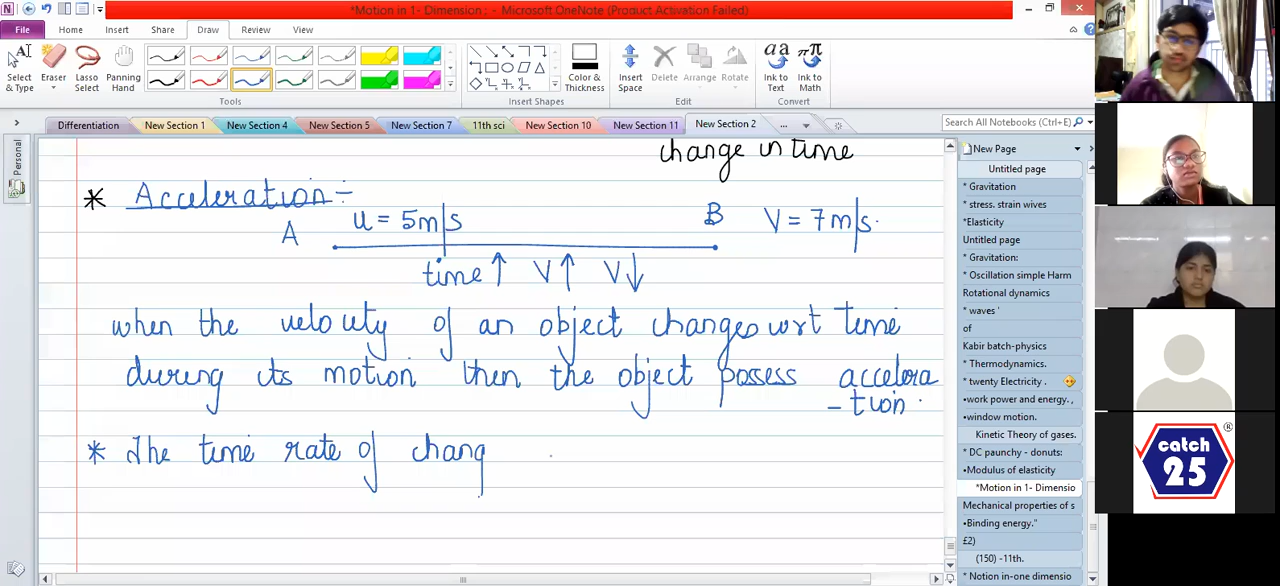 *Motion in 1- Dimension : - Microsoft OneNote (Product Activation Failed)
File Home Insert Share Draw Review View
Select & Type
Eraser
Lasso Select
Panning Hand
Color & Thickness
Insert Space
Delete
Arrange
Rotate
Ink to Text
Ink to Math
Tools
Insert Shapes
Edit
Convert
Differentiation New Section 1 New Section 4 New Section 5 New Section 7 11th sci New Section 10 New Section 11 New Section 2 ...
Search All Notebooks (Ctrl+E)
Personal
change in time
* Acceleration :-
A u = 5m/s B V = 7m/s.
time ↑ V ↑ V ↓
when the velouty of an object changes wrt time
during its motion then the object possess accelera
- tion.
* The time rate of chang
New Page
Untitled page
* Gravitation
* stress. strain wives
*Elasticity
Untitled page
* Gravitation:
* Oscillation simple Harm
Rotational dynamics
* waves '
of
Kabir batch-physics
* Thermodynamics.
* twenty Electricity .
•work power and energy. ,
•window motion.
Kinetic Theory of gases.
* DC paunchy - donuts:
•Modulus of elasticity
*Motion in 1- Dimensio
Mechanical properties of s
•Binding energy."
£2)
(150) -11th.
* Notion in-one dimensio
catch
25
®